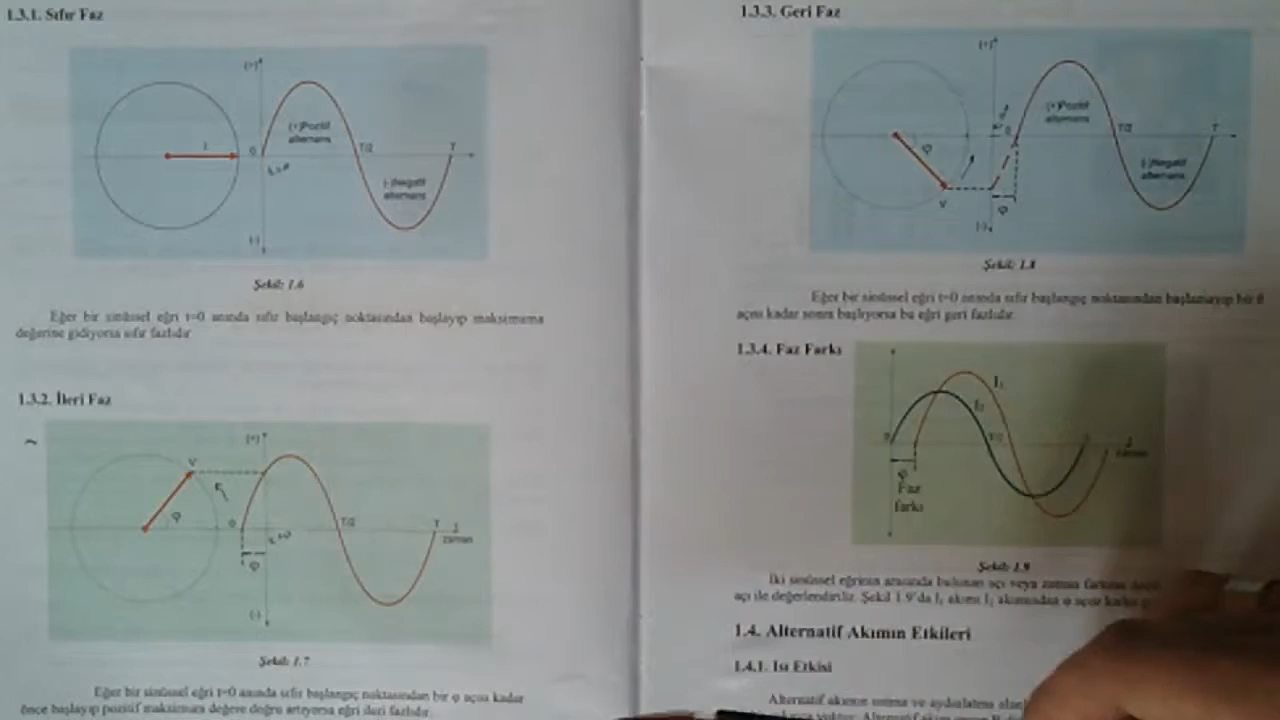 1.3.1. Sıfır Faz
(+)
(+)Pozitif
alternans
0
T/2
T
(-)Negatif
alternans
(-)
Şekil: 1.6
Eğer bir sinüssel eğri t=0 anında sıfır başlangıç noktasından başlayıp maksimuma
değerine gidiyorsa sıfır fazlıdır.
1.3.2. İleri Faz
(+)
V
φ
0
t=0
T/2
T
t
zaman
φ
(-)
Şekil: 1.7
Eğer bir sinüssel eğri t=0 anında sıfır başlangıç noktasından bir φ açısı kadar
önce başlayıp pozitif maksimum değere doğru artıyorsa eğri ileri fazlıdır.
1.3.3. Geri Faz
(+)
(+)Pozitif
alternans
φ
0
T/2
T
(-)Negatif
alternans
V
φ
(-)
Şekil: 1.8
Eğer bir sinüssel eğri t=0 anında sıfır başlangıç noktasından başlamayıp bir θ
açısı kadar sonra başlıyorsa bu eğri geri fazlıdır.
1.3.4. Faz Farkı
I₁
I₂
T/2
t
zaman
φ
Faz
farkı
Şekil: 1.9
İki sinüssel eğrinin arasında bulunan açı veya zaman farkına
açı ile değerlendirilir. Şekil 1.9'da I₂ akımı I₁ akımından φ açısı kadar
1.4. Alternatif Akımın Etkileri
1.4.1. Isı Etkisi
Alternatif akımın ısıtma ve aydınlatma